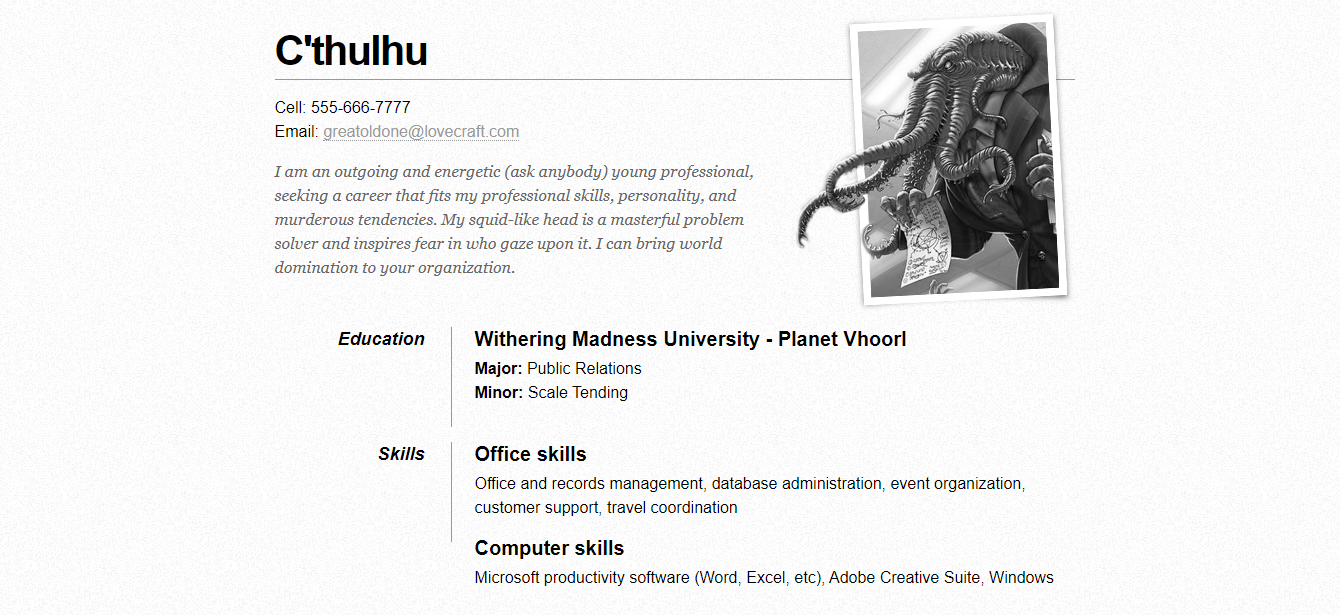 C'thulhu
Cell: 555-666-7777
Email: greatoldone@lovecraft.com
I am an outgoing and energetic (ask anybody) young professional,
seeking a career that fits my professional skills, personality, and
murderous tendencies. My squid-like head is a masterful problem
solver and inspires fear in who gaze upon it. I can bring world
domination to your organization.
Education
Withering Madness University - Planet Vhoorl
Major: Public Relations
Minor: Scale Tending
Skills
Office skills
Office and records management, database administration, event organization,
customer support, travel coordination
Computer skills
Microsoft productivity software (Word, Excel, etc), Adobe Creative Suite, Windows